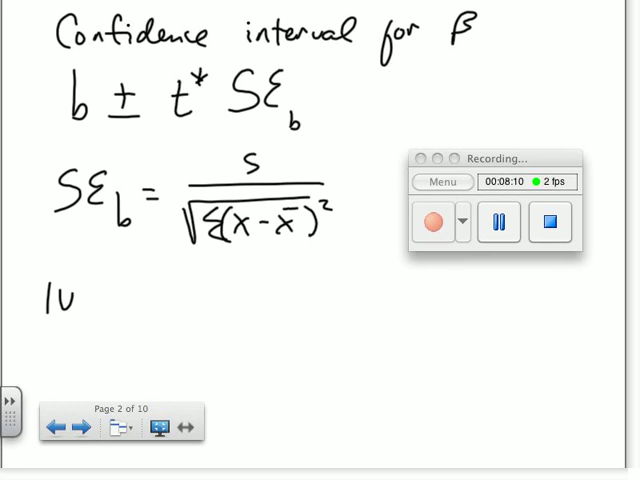 Confidence interval for β
b ± t* SE_b
SE_b = s / √Σ(x - x̄)²
Recording...
Menu
00:08:10
2 fps
Page 2 of 10